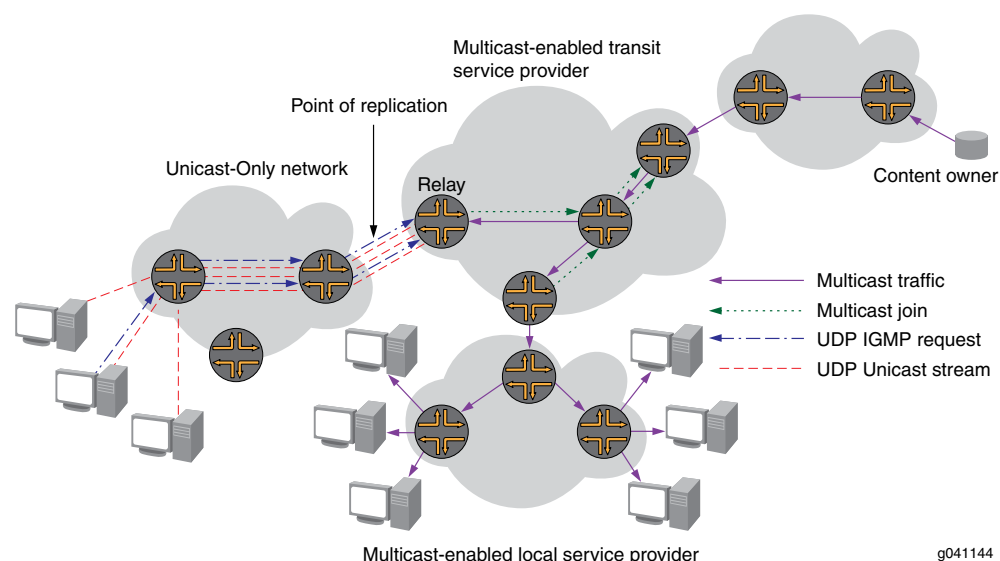 Multicast-enabled transit
service provider
Point of replication
Unicast-Only network
Relay
Content owner
Multicast traffic
Multicast join
UDP IGMP request
UDP Unicast stream
Multicast-enabled local service provider
g041144